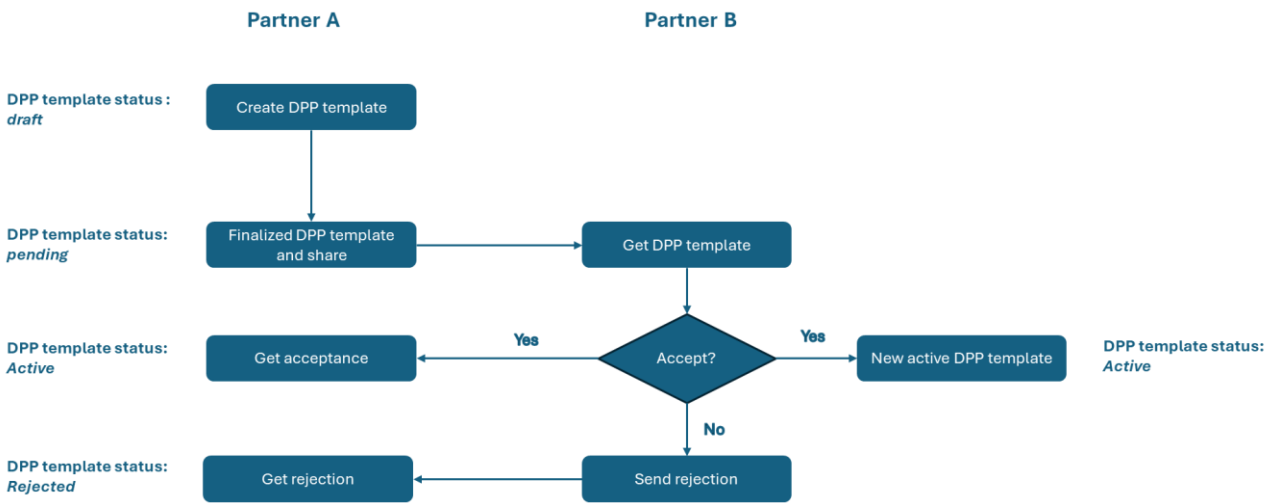 Partner A
Partner B
DPP template status :
draft
Create DPP template
DPP template status:
pending
Finalized DPP template
and share
Get DPP template
DPP template status:
Active
Get acceptance
Yes
Accept?
Yes
New active DPP template
DPP template status:
Active
No
DPP template status:
Rejected
Get rejection
Send rejection